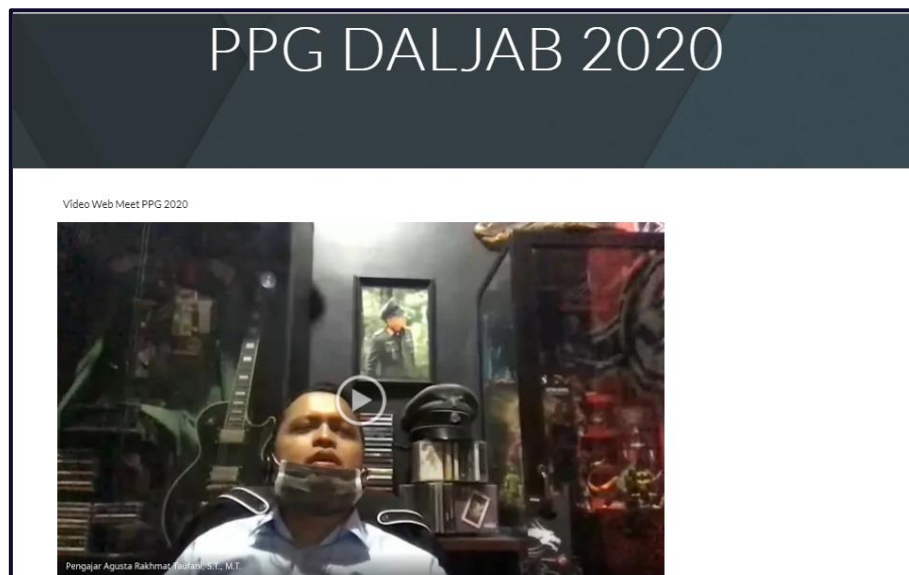 PPG DALJAB 2020
Video Web Meet PPG 2020
Pengajar Agusta Rakhmat Taufani, S.T., M.T.